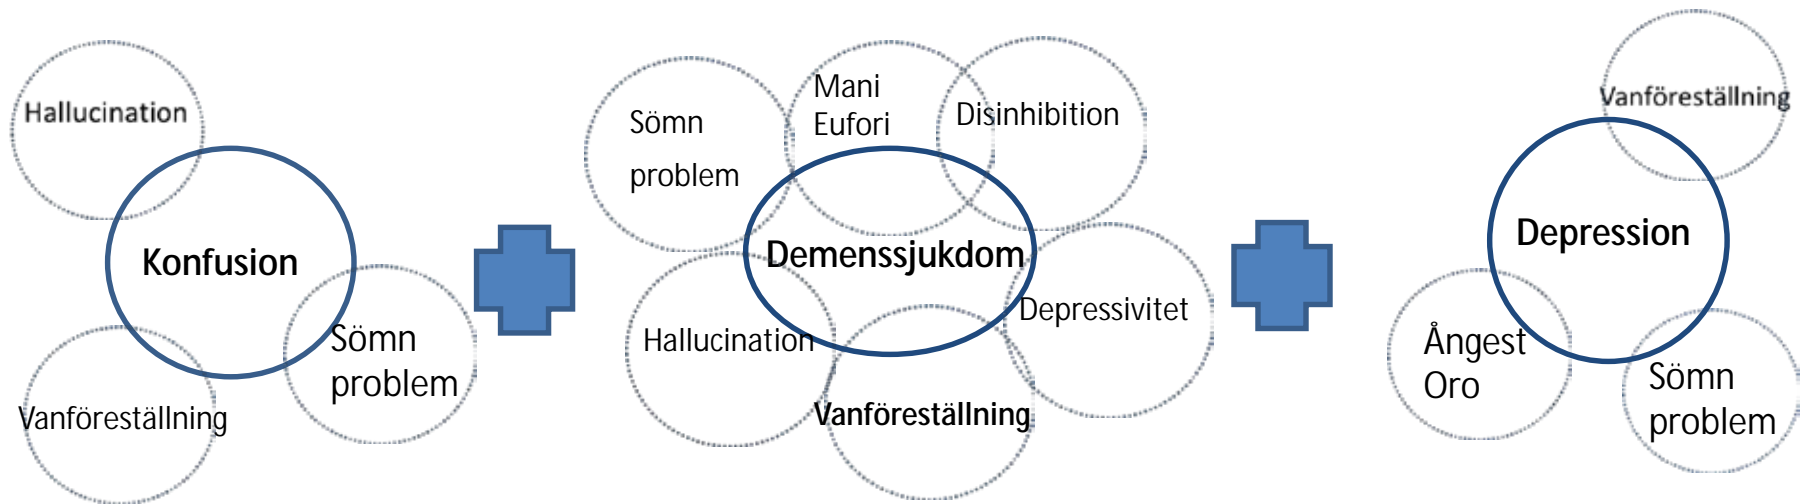 Hallucination
Konfusion
Sömn
problem
Vanföreställning
Sömn
problem
Mani
Eufori
Disinhibition
Demenssjukdom
Depressivitet
Hallucination
Vanföreställning
Vanföreställning
Depression
Ångest
Oro
Sömn
problem